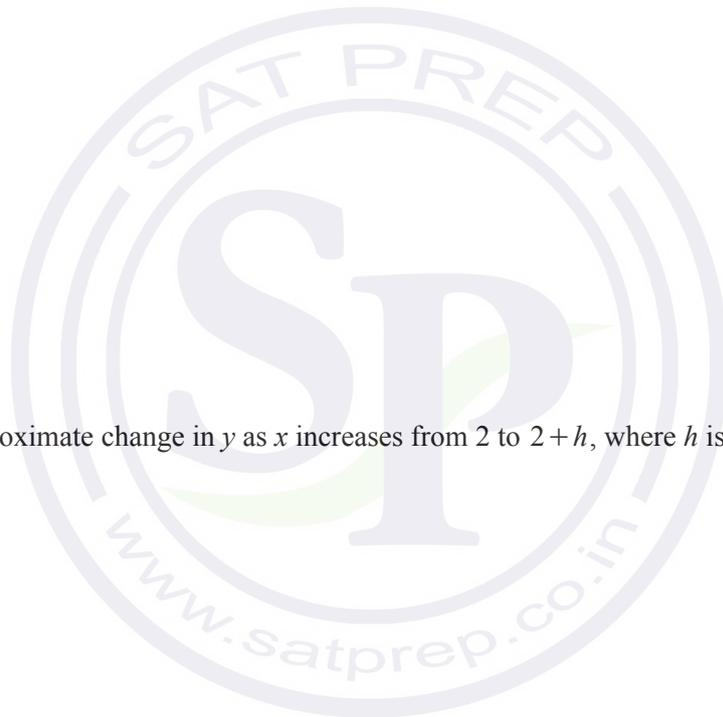 SAT PREP
SP
oximate change in y as x increases from 2 to 2+h, where h is
www.satprep.co.in